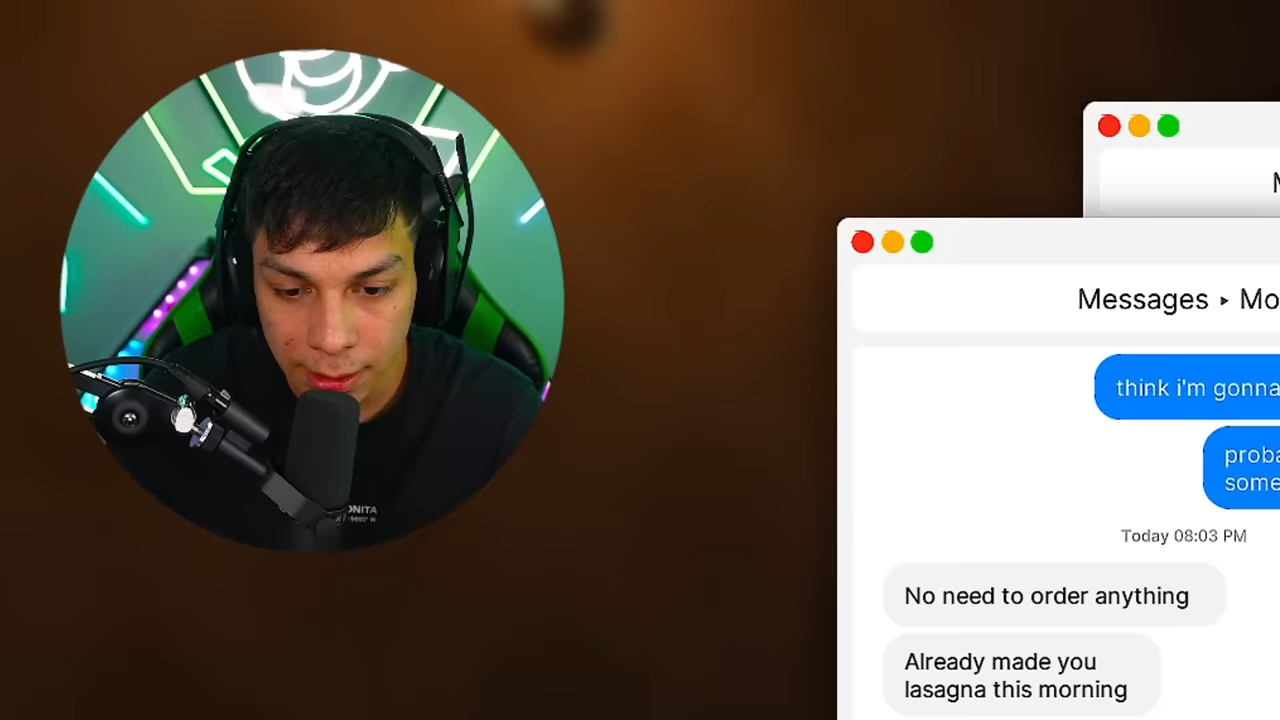 Messages ▸ Mo
think i'm gonna
proba
some
Today 08:03 PM
No need to order anything
Already made you
lasagna this morning
ONITA